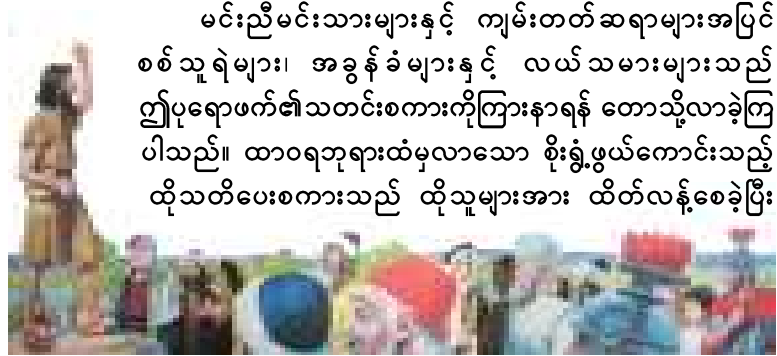 မင်းညီမင်းသားများနှင့် ကျမ်းတတ်ဆရာများအပြင်
စစ်သူရဲများ၊ အခွန်ခံများနှင့် လယ်သမားများသည်
ဤပုရောဖက်၏သတင်းစကားကိုကြားနာရန် တောသို့လာခဲ့ကြ
ပါသည်။ ထာဝရဘုရားထံမှလာသော စိုးရွံ့ဖွယ်ကောင်းသည့်
ထိုသတိပေးစကားသည် ထိုသူများအား ထိတ်လန့်စေခဲ့ပြီး